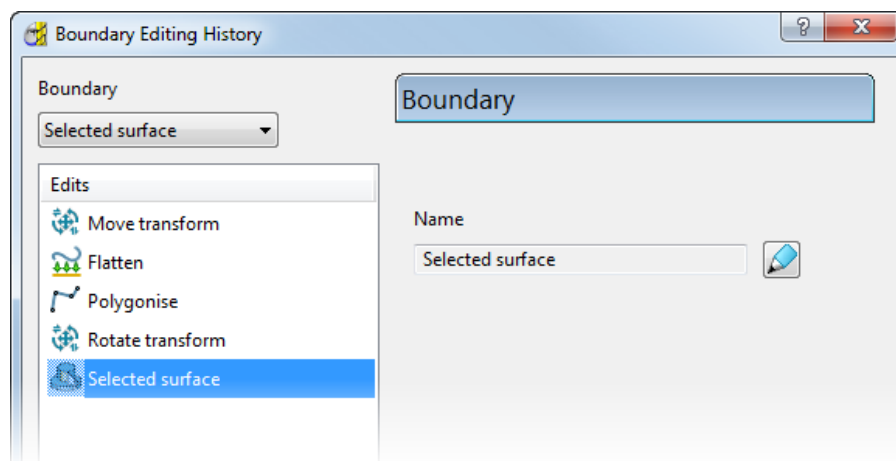 Boundary Editing History
Boundary
Selected surface
Edits
Move transform
Flatten
Polygonise
Rotate transform
Selected surface
Boundary
Name
Selected surface